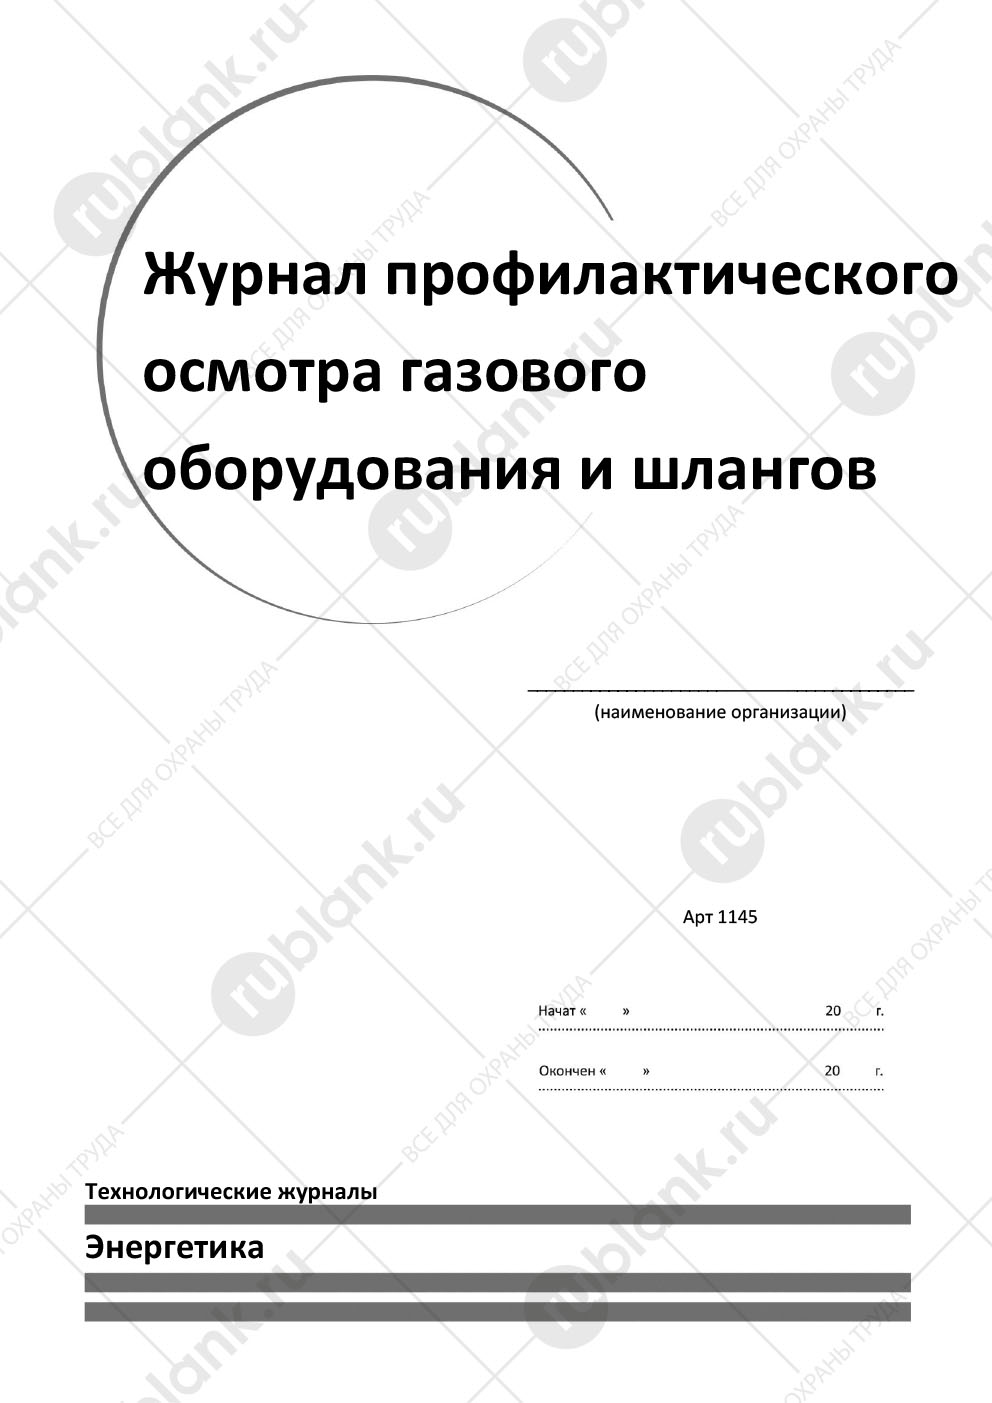 Журнал профилактического
осмотра газового
оборудования и шлангов
(наименование организации)
Арт 1145
Начат « » 20 г.
Окончен « » 20 г.
Технологические журналы
Энергетика
rublank.ru
ВСЕ ДЛЯ ОХРАНЫ ТРУДА